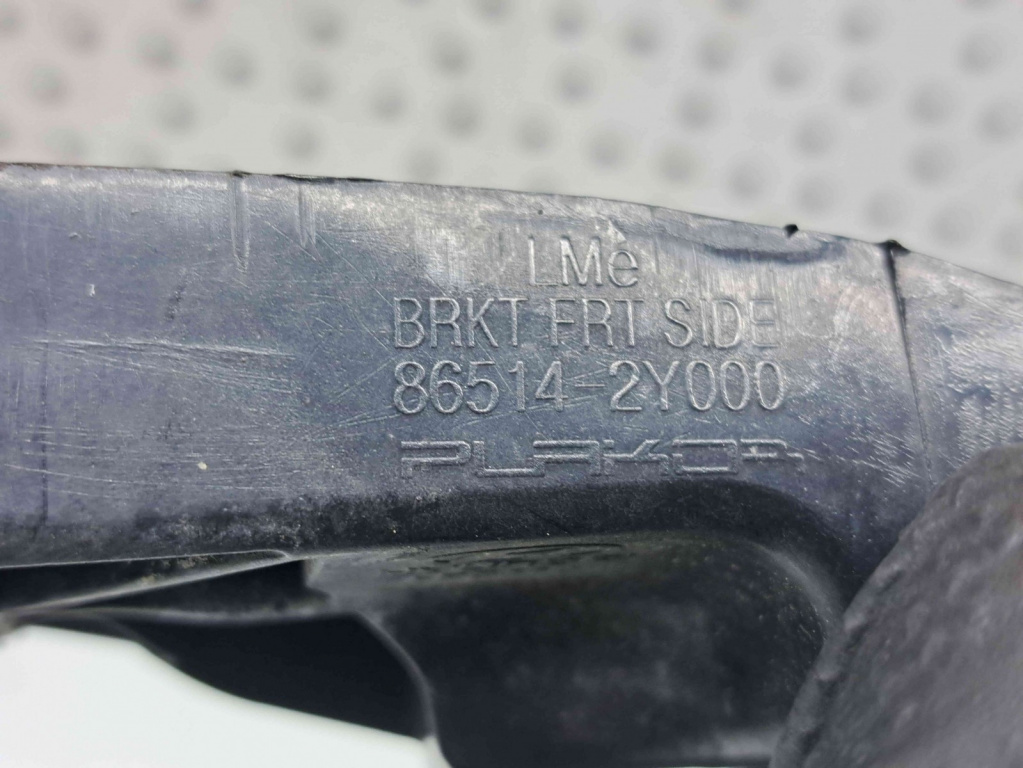 LMe
BRKT FRT SIDE
86514-2Y000
PLAKOR